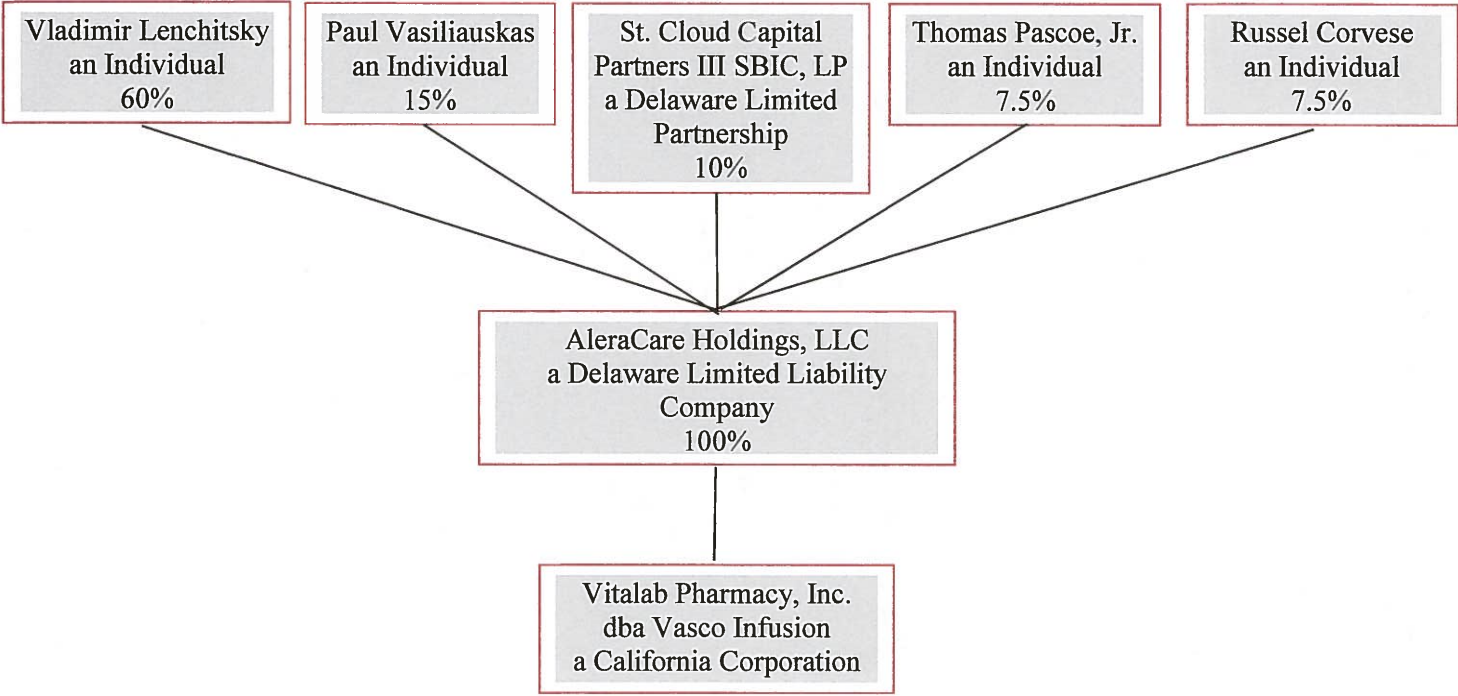 Vladimir Lenchitsky
an Individual
60%
Paul Vasiliauskas
an Individual
15%
St. Cloud Capital
Partners III SBIC, LP
a Delaware Limited
Partnership
10%
Thomas Pascoe, Jr.
an Individual
7.5%
Russel Corvese
an Individual
7.5%
AleraCare Holdings, LLC
a Delaware Limited Liability
Company
100%
Vitalab Pharmacy, Inc.
dba Vasco Infusion
a California Corporation